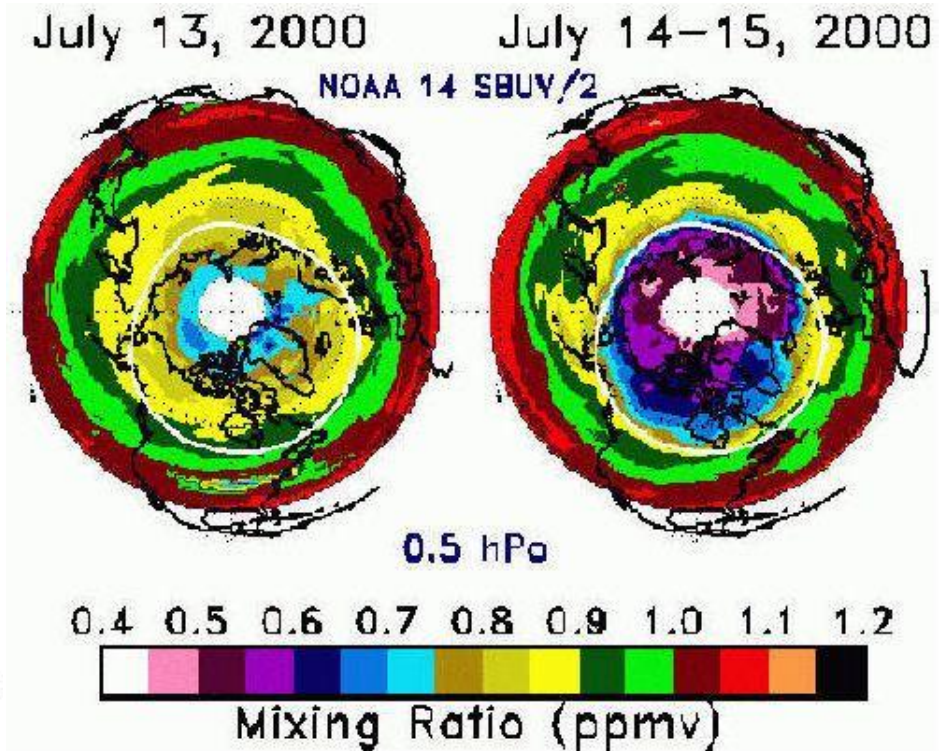 July 13, 2000 July 14-15, 2000
NOAA 14 SBUV/2
0.5 hPa
0.4 0.5 0.6 0.7 0.8 0.9 1.0 1.1 1.2
Mixing Ratio (ppmv)